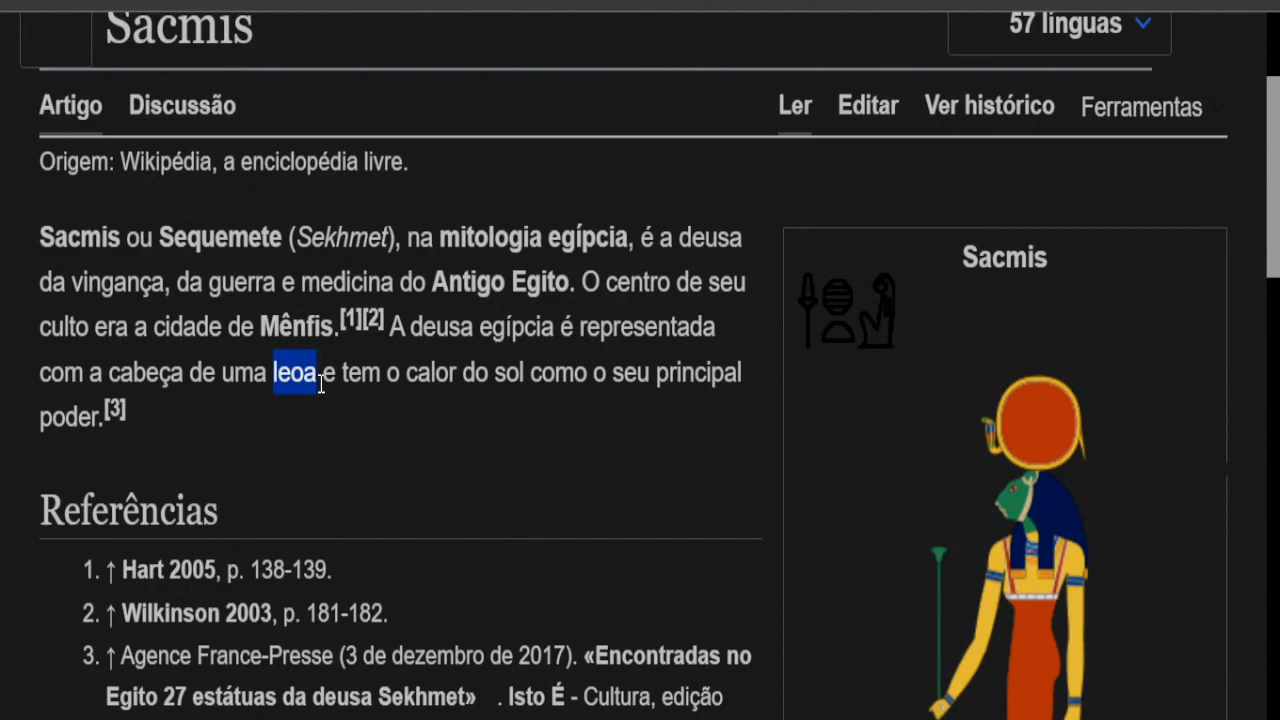 Sacmis
57 línguas
Artigo Discussão Ler Editar Ver histórico Ferramentas
Origem: Wikipédia, a enciclopédia livre.
Sacmis ou Sequemete (Sekhmet), na mitologia egípcia, é a deusa
da vingança, da guerra e medicina do Antigo Egito. O centro de seu
culto era a cidade de Mênfis.[1][2] A deusa egípcia é representada
com a cabeça de uma leoa e tem o calor do sol como o seu principal
poder.[3]
Sacmis
Referências
1. ↑ Hart 2005, p. 138-139.
2. ↑ Wilkinson 2003, p. 181-182.
3. ↑ Agence France-Presse (3 de dezembro de 2017). «Encontradas no
Egito 27 estátuas da deusa Sekhmet» . Isto É - Cultura, edição